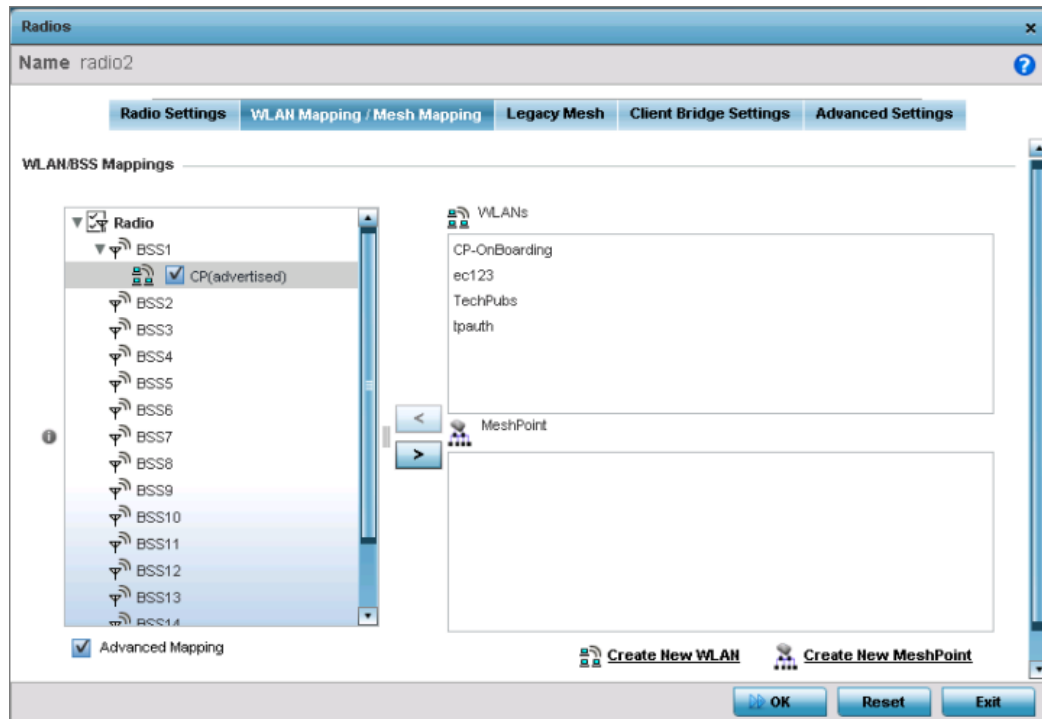 Radios
Name radio2
Radio Settings WLAN Mapping / Mesh Mapping Legacy Mesh Client Bridge Settings Advanced Settings
WLAN/BSS Mappings
Radio
BSS1
CP(advertised)
BSS2
BSS3
BSS4
BSS5
BSS6
BSS7
BSS8
BSS9
BSS10
BSS11
BSS12
BSS13
BSS14
Advanced Mapping
WLANs
CP-OnBoarding
ec123
TechPubs
tpauth
<
>
MeshPoint
Create New WLAN Create New MeshPoint
OK Reset Exit